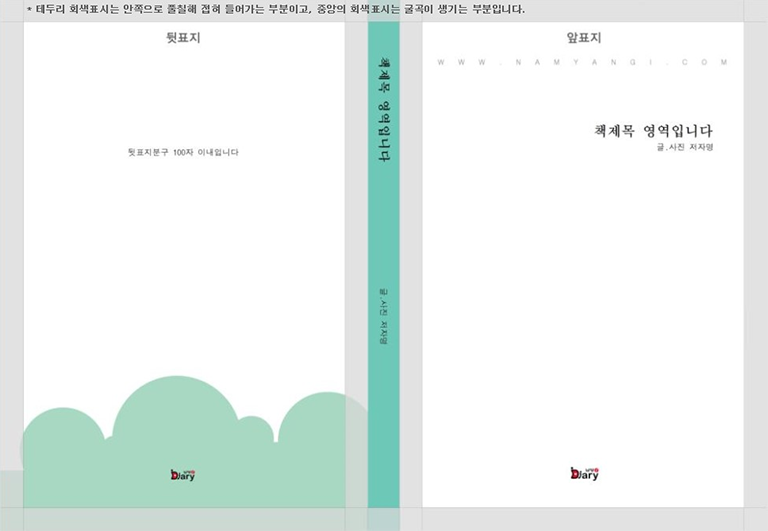 * 테두리 회색표시는 안쪽으로 풀칠해 접혀 들어가는 부분이고, 중앙의 회색표시는 굴곡이 생기는 부분입니다.
뒷표지
뒷표지문구 100자 이내입니다
Diary
책제목 영역입니다
글.사진 저자명
앞표지
WWW.NAMYANGI.COM
책제목 영역입니다
글.사진 저자명
Diary